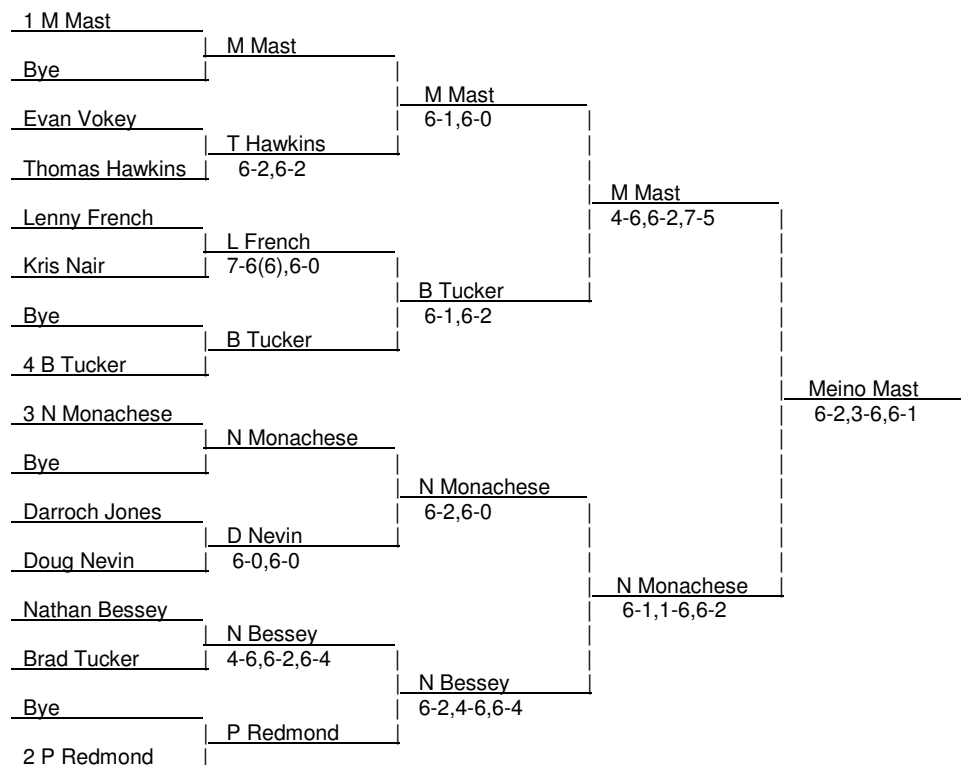 1 M Mast
M Mast
Bye
M Mast
6-1,6-0
Evan Vokey
T Hawkins
6-2,6-2
Thomas Hawkins
M Mast
4-6,6-2,7-5
Lenny French
L French
7-6(6),6-0
Kris Nair
B Tucker
6-1,6-2
Bye
B Tucker
4 B Tucker
Meino Mast
6-2,3-6,6-1
3 N Monachese
N Monachese
Bye
N Monachese
6-2,6-0
Darroch Jones
D Nevin
6-0,6-0
Doug Nevin
N Monachese
6-1,1-6,6-2
Nathan Bessey
N Bessey
4-6,6-2,6-4
Brad Tucker
N Bessey
6-2,4-6,6-4
Bye
P Redmond
2 P Redmond